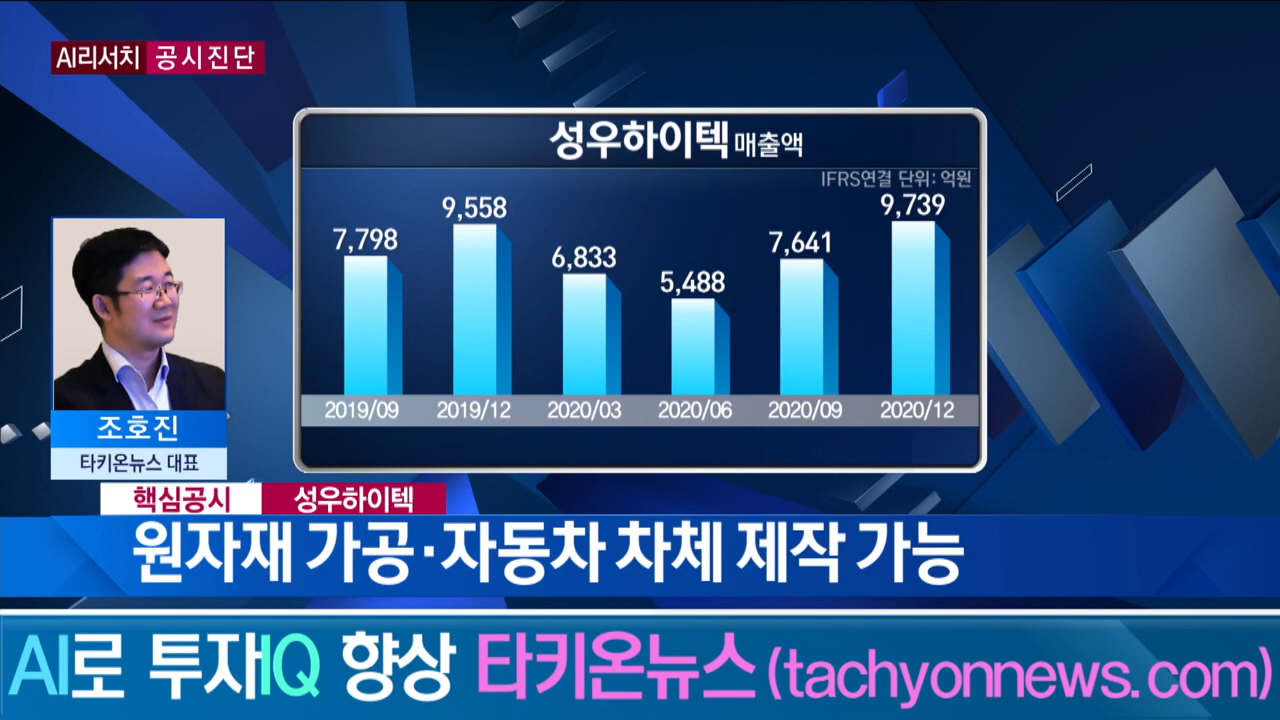 AI리서치 공시진단
성우하이텍 매출액
IFRS연결 단위: 억원
7,798 9,558 6,833 5,488 7,641 9,739
2019/09 2019/12 2020/03 2020/06 2020/09 2020/12
조호진
타키온뉴스 대표
핵심공시 성우하이텍
원자재 가공·자동차 차체 제작 가능
AI로 투자IQ 향상 타키온뉴스(tachyonnews.com)